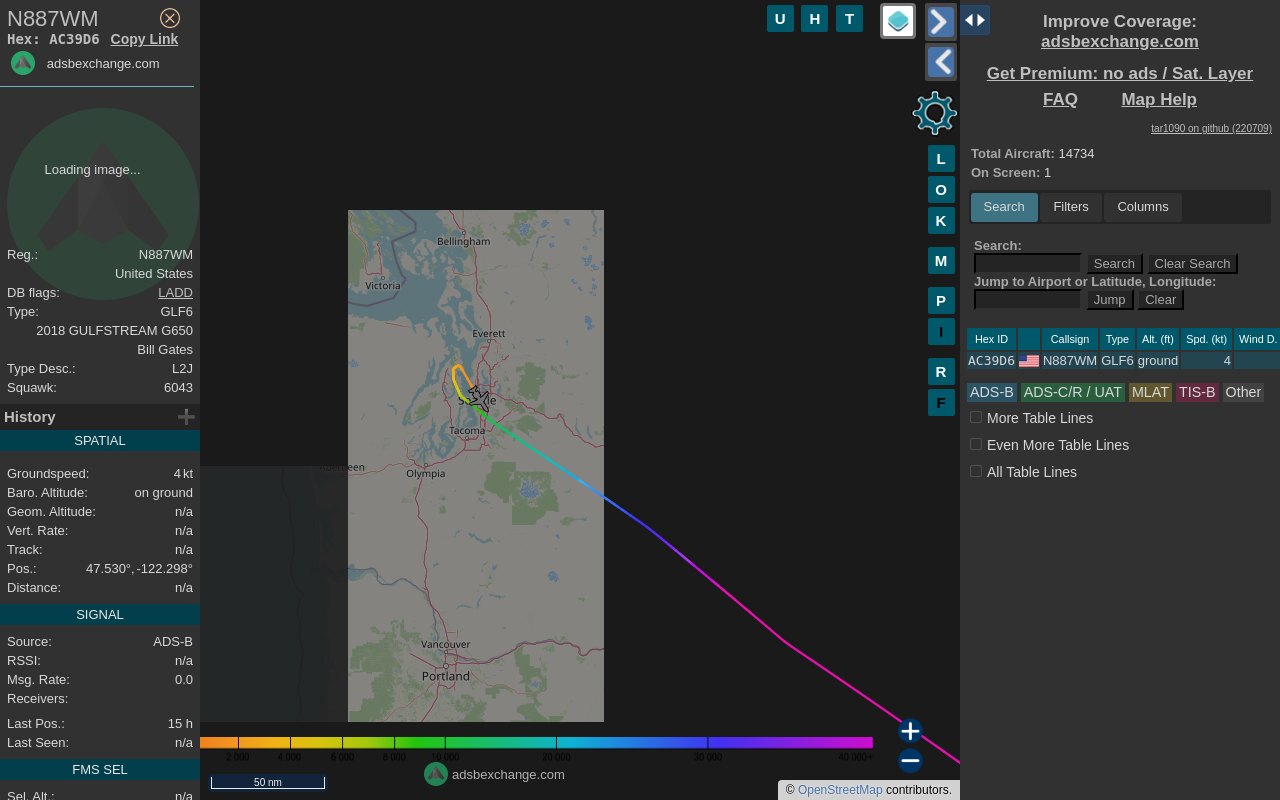 N887WM
Hex: AC39D6 Copy Link
adsbexchange.com
Loading image...
Reg.: N887WM
United States
DB flags: LADD
Type: GLF6
2018 GULFSTREAM G650
Bill Gates
Type Desc.: L2J
Squawk: 6043
History
SPATIAL
Groundspeed: 4 kt
Baro. Altitude: on ground
Geom. Altitude: n/a
Vert. Rate: n/a
Track: n/a
Pos.: 47.530°, -122.298°
Distance: n/a
SIGNAL
Source: ADS-B
RSSI: n/a
Msg. Rate: 0.0
Receivers:
Last Pos.: 15 h
Last Seen: n/a
FMS SEL
Sel. Alt.: n/a
U H T
L
O
K
M
P
I
R
F
Bellingham
Victoria
Everett
Tacoma
Olympia
Vancouver
Portland
2 000 4 000 6 000 8 000 10 000 20 000 30 000 40 000+
adsbexchange.com
50 nm
© OpenStreetMap contributors.
Improve Coverage:
adsbexchange.com
Get Premium: no ads / Sat. Layer
FAQ Map Help
tar1090 on github (220709)
Total Aircraft: 14734
On Screen: 1
Search Filters Columns
Search:
Search Clear Search
Jump to Airport or Latitude, Longitude:
Jump Clear
Hex ID Callsign Type Alt. (ft) Spd. (kt) Wind D.
AC39D6 N887WM GLF6 ground 4
ADS-B ADS-C/R / UAT MLAT TIS-B Other
More Table Lines
Even More Table Lines
All Table Lines